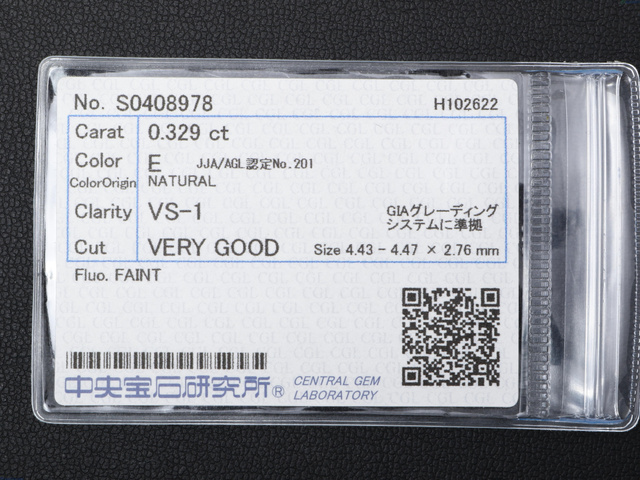 No. S0408978 H102622
Carat 0.329 ct
Color E JJA/AGL認定No.201
ColorOrigin NATURAL
Clarity VS-1 GIAグレーディング
システムに準拠
Cut VERY GOOD Size 4.43 - 4.47 × 2.76 mm
Fluo. FAINT
中央宝石研究所® CENTRAL GEM
LABORATORY